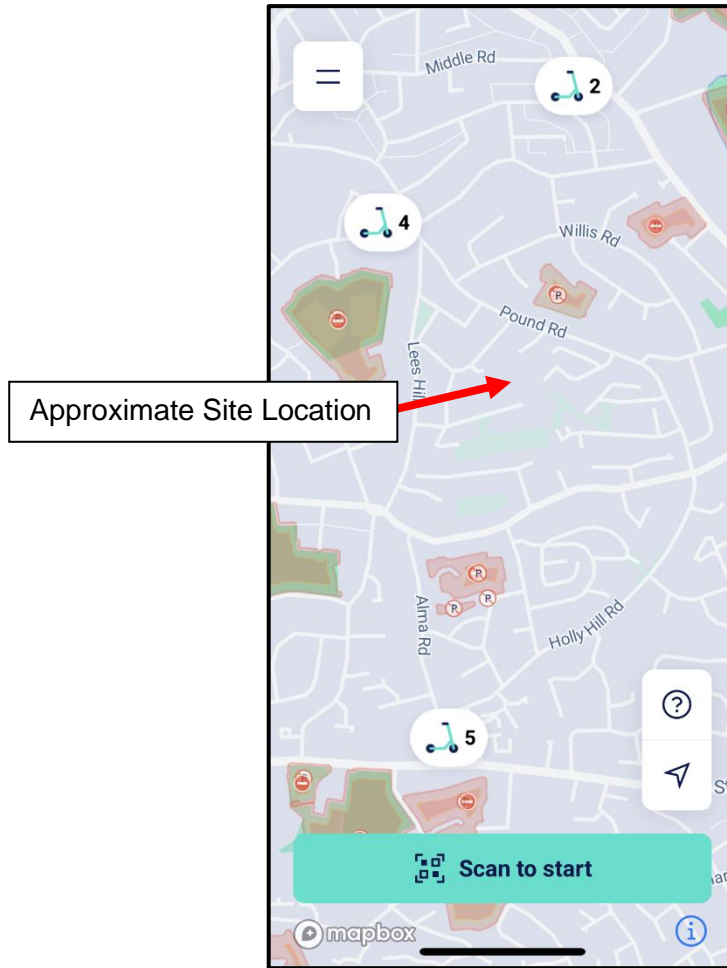 Middle Rd
2
4
Willis Rd
Pound Rd
Lees Hil
Approximate Site Location
P
P
P
P
Alma Rd
Holly Hill Rd
?
5
Scan to start
mapbox
i